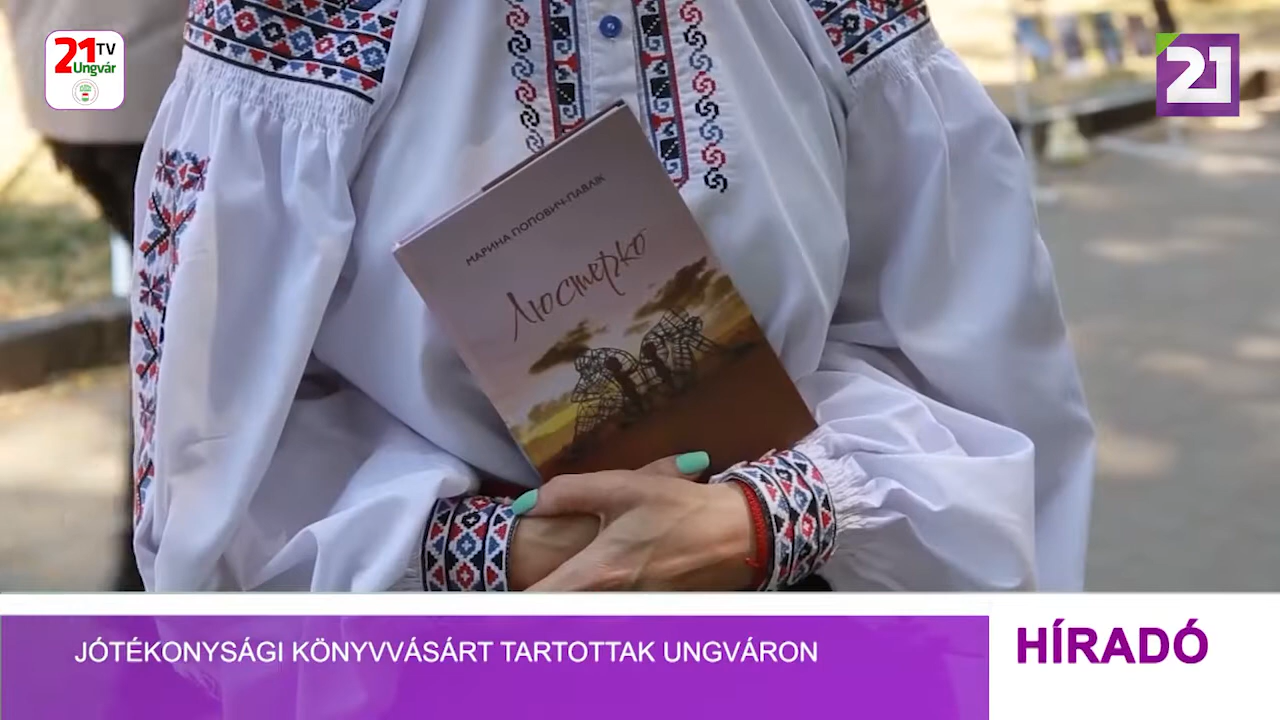 21 TV
Ungvár
21
МАРИНА ПОПОВИЧ-ПАВЛІК
Люстерко
JÓTÉKONYSÁGI KÖNYVVÁSÁRT TARTOTTAK UNGVÁRON
HÍRADÓ